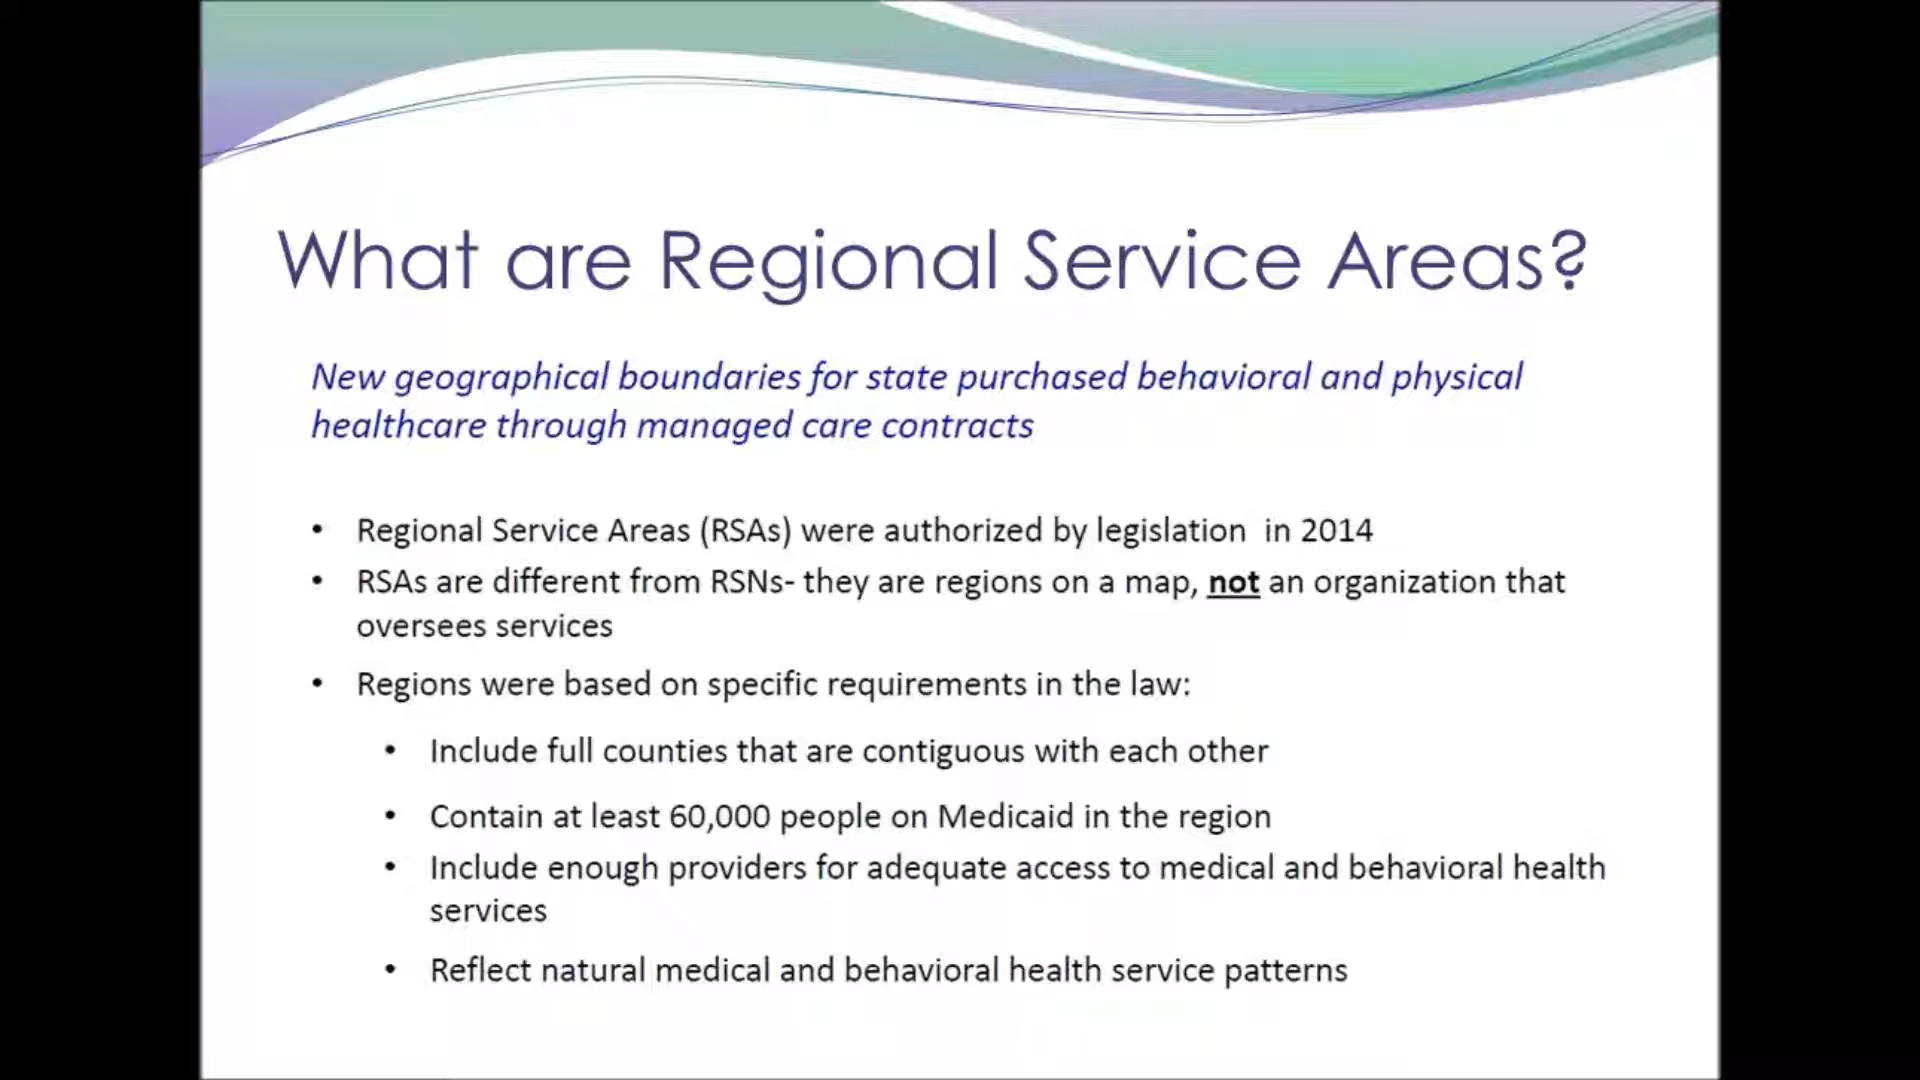 What are Regional Service Areas?
New geographical boundaries for state purchased behavioral and physical
healthcare through managed care contracts
• Regional Service Areas (RSAs) were authorized by legislation  in 2014
• RSAs are different from RSNs- they are regions on a map, not an organization that
oversees services
• Regions were based on specific requirements in the law:
• Include full counties that are contiguous with each other
• Contain at least 60,000 people on Medicaid in the region
• Include enough providers for adequate access to medical and behavioral health
services
• Reflect natural medical and behavioral health service patterns